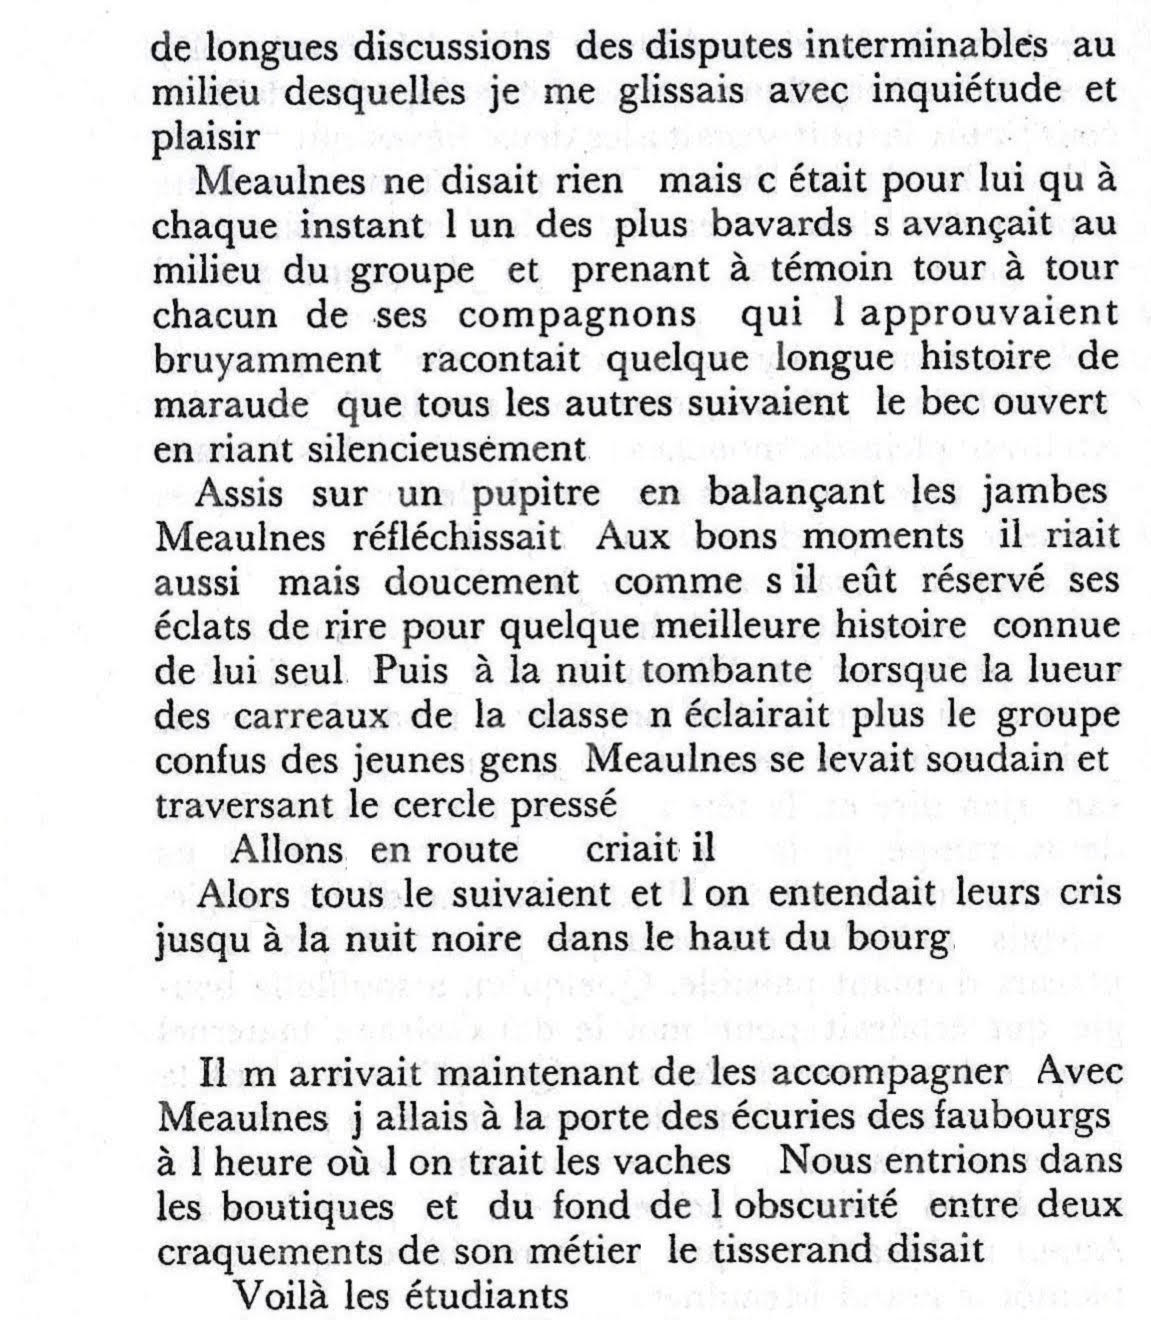 de longues discussions des disputes interminables au
milieu desquelles je me glissais avec inquiétude et
plaisir
Meaulnes ne disait rien mais c était pour lui qu à
chaque instant l un des plus bavards s avançait au
milieu du groupe et prenant à témoin tour à tour
chacun de ses compagnons qui l approuvaient
bruyamment racontait quelque longue histoire de
maraude que tous les autres suivaient le bec ouvert
en riant silencieusement
Assis sur un pupitre en balançant les jambes
Meaulnes réfléchissait Aux bons moments il riait
aussi mais doucement comme s il eût réservé ses
éclats de rire pour quelque meilleure histoire connue
de lui seul Puis à la nuit tombante lorsque la lueur
des carreaux de la classe n éclairait plus le groupe
confus des jeunes gens Meaulnes se levait soudain et
traversant le cercle pressé
Allons en route criait il
Alors tous le suivaient et l on entendait leurs cris
jusqu à la nuit noire dans le haut du bourg
Il m arrivait maintenant de les accompagner Avec
Meaulnes j allais à la porte des écuries des faubourgs
à l heure où l on trait les vaches Nous entrions dans
les boutiques et du fond de l obscurité entre deux
craquements de son métier le tisserand disait
Voilà les étudiants